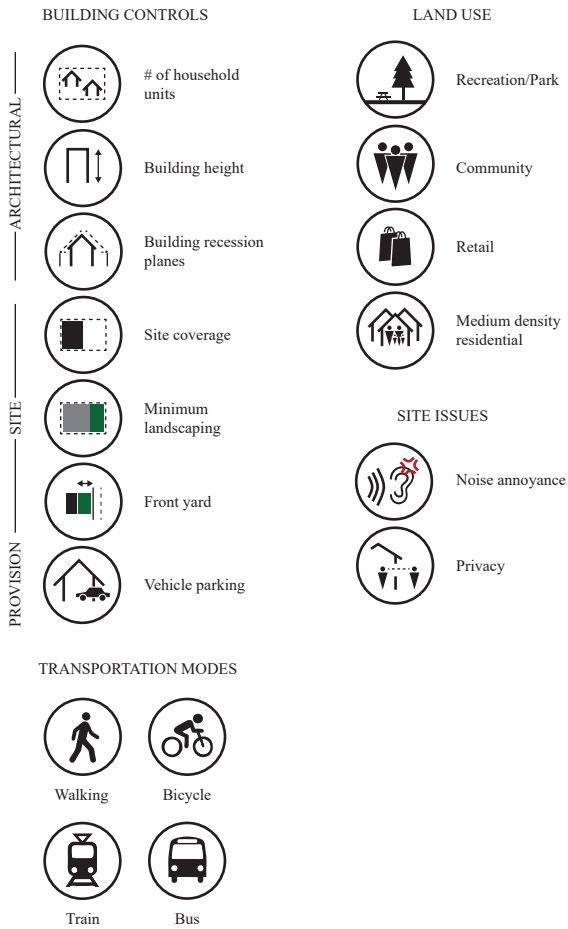 BUILDING CONTROLS
ARCHITECTURAL
# of household
units
Building height
Building recession
planes
SITE
Site coverage
Minimum
landscaping
Front yard
PROVISION
Vehicle parking
LAND USE
Recreation/Park
Community
Retail
Medium density
residential
SITE ISSUES
Noise annoyance
Privacy
TRANSPORTATION MODES
Walking
Bicycle
Train
Bus